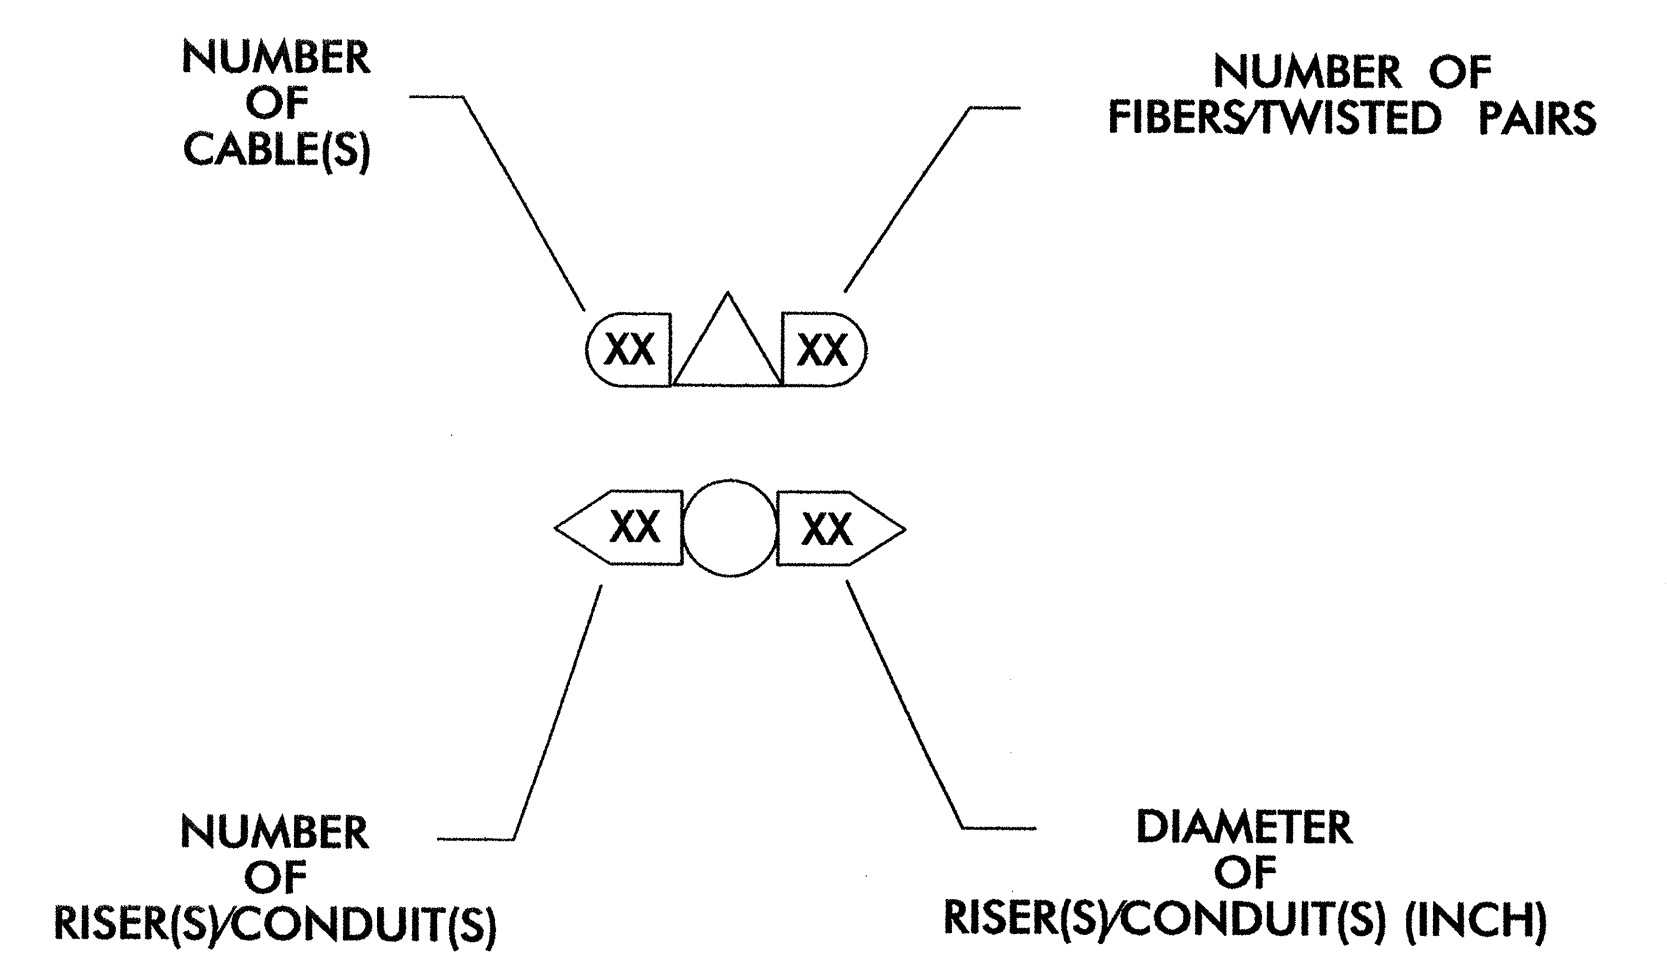 NUMBER
OF
CABLE(S)
NUMBER OF
FIBERS/TWISTED PAIRS
XX XX
XX XX
NUMBER
OF
RISER(S)/CONDUIT(S)
DIAMETER
OF
RISER(S)/CONDUIT(S) (INCH)